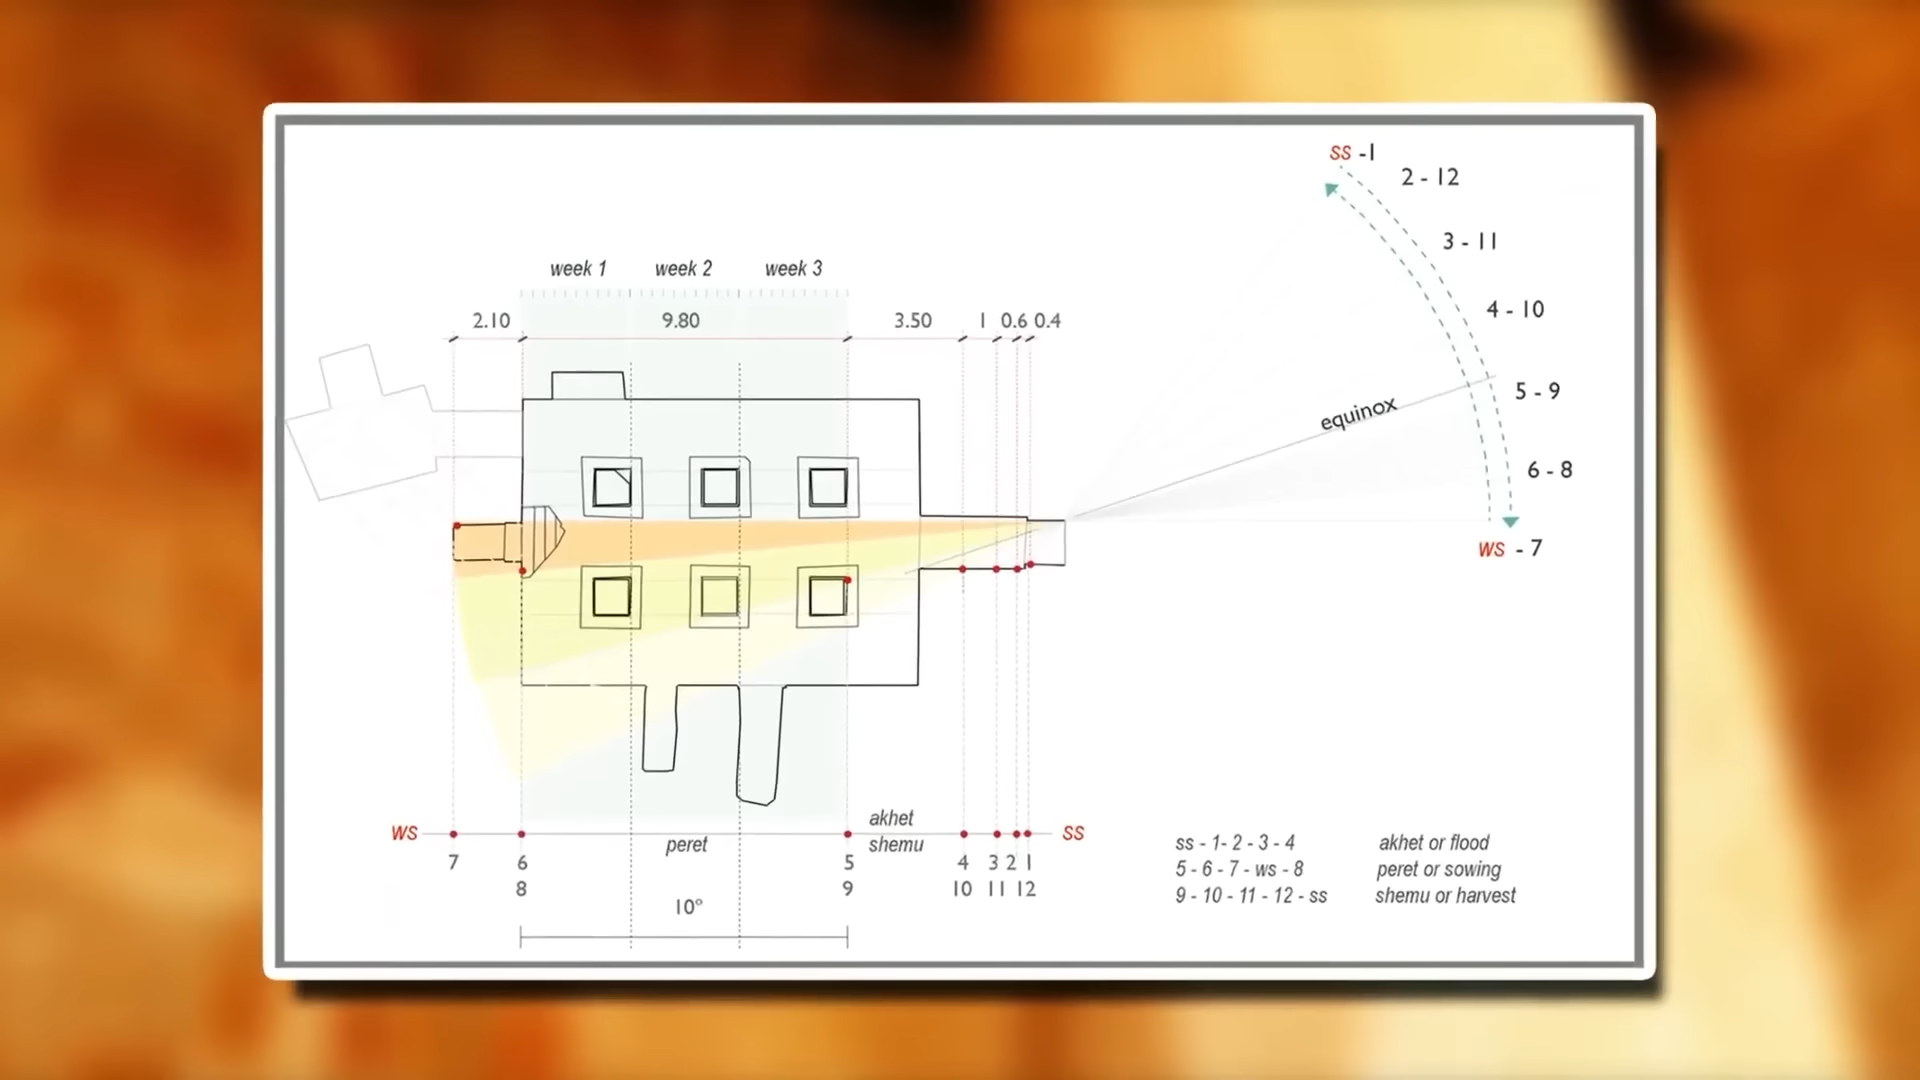 ss -1
2 - 12
3 - 11
4 - 10
5 - 9
6 - 8
ws - 7
equinox
week 1 week 2 week 3
2.10 9.80 3.50 1 0.6 0.4
ws peret akhet ss
shemu
7 6 5 4 3 2 1
8 9 10 11 12
10°
ss - 1- 2 - 3 - 4 akhet or flood
5 - 6 - 7 - ws - 8 peret or sowing
9 - 10 - 11 - 12 - ss shemu or harvest